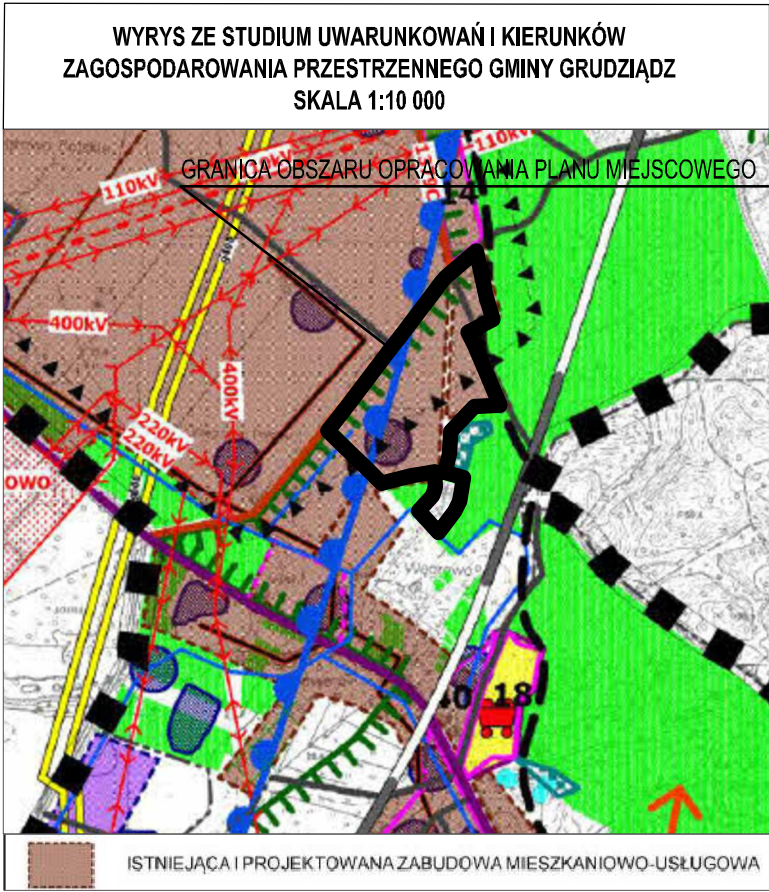 WYRYS ZE STUDIUM UWARUNKOWAŃ I KIERUNKÓW
ZAGOSPODAROWANIA PRZESTRZENNEGO GMINY GRUDZIĄDZ
SKALA 1:10 000
110kV
GRANICA OBSZARU OPRACOWANIA PLANU MIEJSCOWEGO
110kV
14
400kV
400kV
220kV
220kV
OWO
Węgrowo
18
ISTNIEJĄCA I PROJEKTOWANA ZABUDOWA MIESZKANIOWO-USŁUGOWA